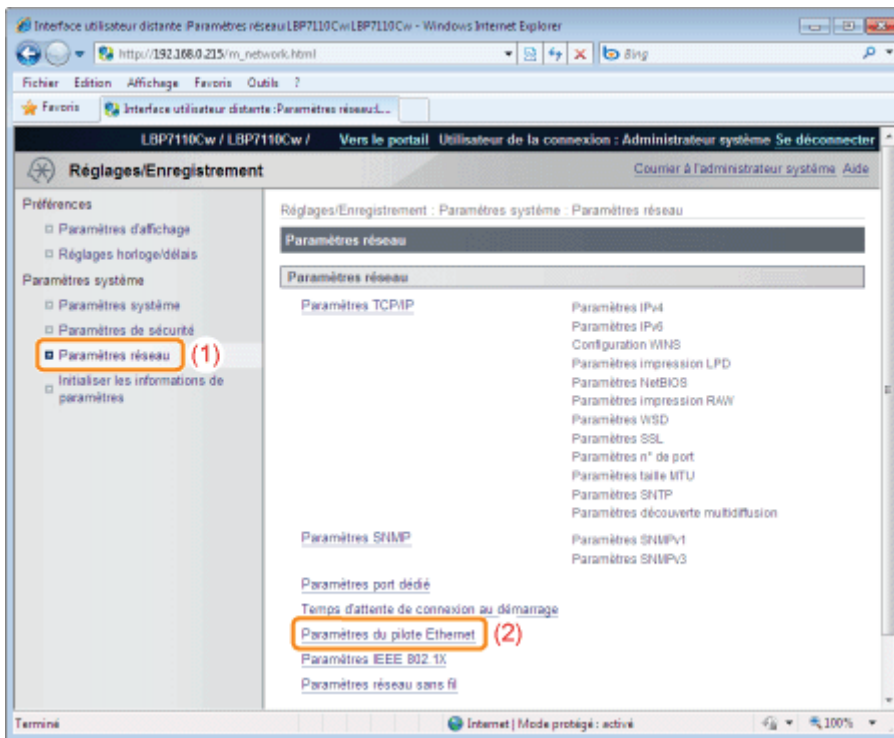 Interface utilisateur distante :Paramètres réseau:LBP7110Cw:LBP7110Cw - Windows Internet Explorer
http://192.168.0.215/m_network.html
Bing
Fichier Edition Affichage Favoris Outils ?
Favoris Interface utilisateur distante :Paramètres réseau:L...
LBP7110Cw / LBP7110Cw / Vers le portail Utilisateur de la connexion : Administrateur système Se déconnecter
Réglages/Enregistrement Courrier à l'administrateur système Aide
Préférences
Paramètres d'affichage
Réglages horloge/délais
Paramètres système
Paramètres système
Paramètres de sécurité
Paramètres réseau (1)
Initialiser les informations de
paramètres
Réglages/Enregistrement : Paramètres système : Paramètres réseau
Paramètres réseau
Paramètres réseau
Paramètres TCP/IP
Paramètres IPv4
Paramètres IPv6
Configuration WINS
Paramètres impression LPD
Paramètres NetBIOS
Paramètres impression RAW
Paramètres WSD
Paramètres SSL
Paramètres n° de port
Paramètres taille MTU
Paramètres SNTP
Paramètres découverte multidiffusion
Paramètres SNMP
Paramètres SNMPv1
Paramètres SNMPv3
Paramètres port dédié
Temps d'attente de connexion au démarrage
Paramètres du pilote Ethernet (2)
Paramètres IEEE 802.1X
Paramètres réseau sans fil
Terminé Internet | Mode protégé : activé 100%